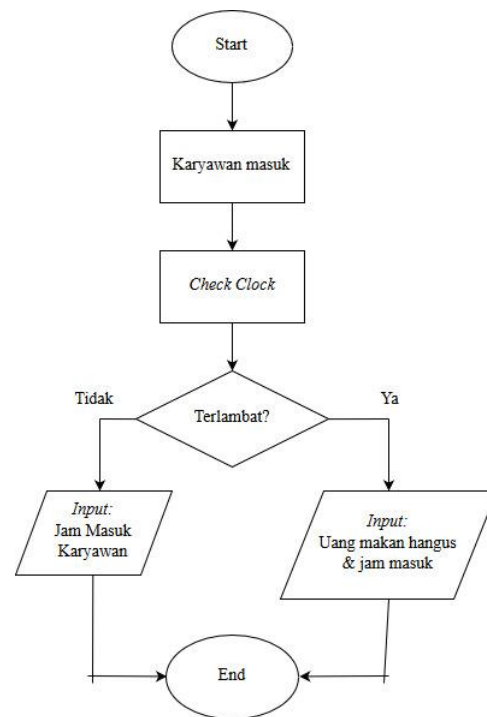 Start
Karyawan masuk
Check Clock
Tidak
Ya
Terlambat?
Input:
Jam Masuk
Karyawan
Input:
Uang makan hangus
& jam masuk
End